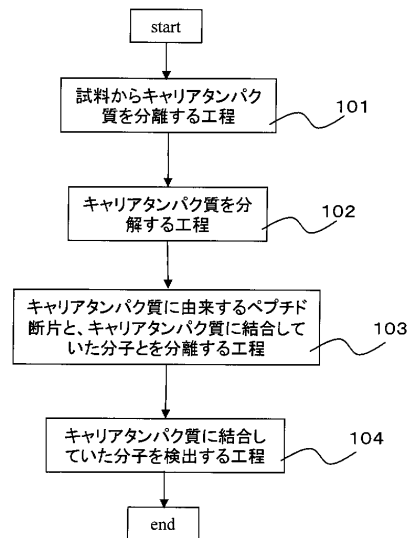 start
試料からキャリアタンパク
質を分離する工程
101
キャリアタンパク質を分
解する工程
102
キャリアタンパク質に由来するペプチド
断片と、キャリアタンパク質に結合して
いた分子とを分離する工程
103
キャリアタンパク質に結合し
ていた分子を検出する工程
104
end